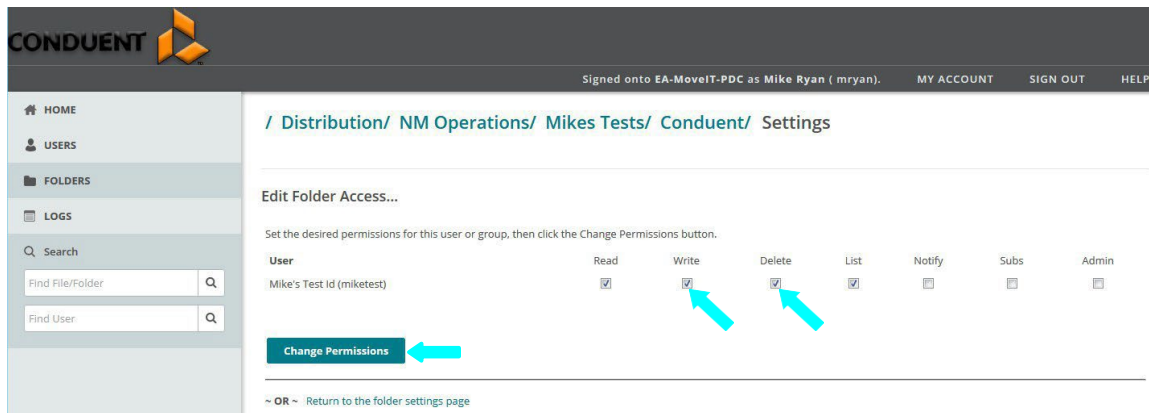 CONDUENT
Signed onto EA-MoveIT-PDC as Mike Ryan ( mryan). MY ACCOUNT SIGN OUT HELP
HOME
USERS
FOLDERS
LOGS
Search
Find File/Folder
Find User
/ Distribution/ NM Operations/ Mikes Tests/ Conduent/ Settings
Edit Folder Access...
Set the desired permissions for this user or group, then click the Change Permissions button.
User Read Write Delete List Notify Subs Admin
Mike's Test Id (miketest)
Change Permissions
~ OR ~ Return to the folder settings page